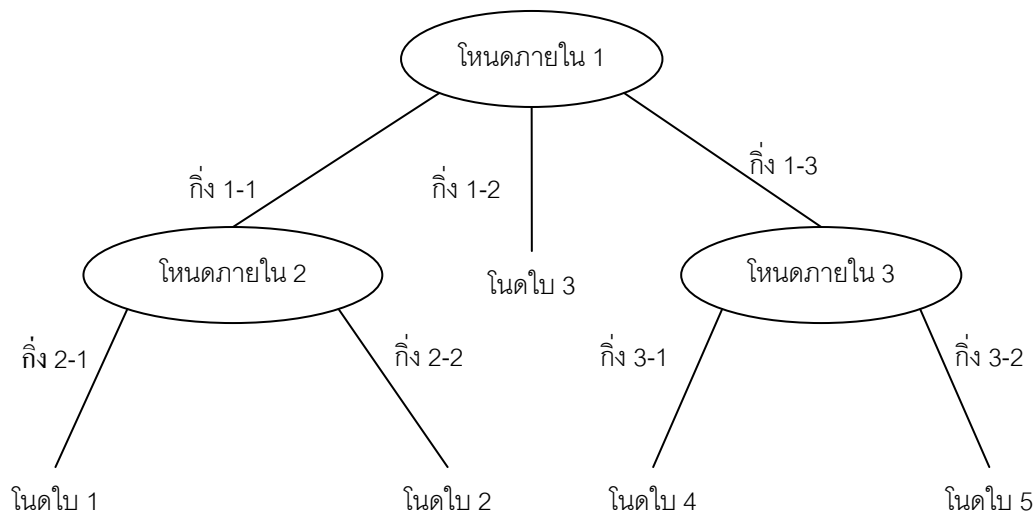 โหนดภายใน 1
กิ่ง 1-1
กิ่ง 1-2
กิ่ง 1-3
โหนดภายใน 2
โนดใบ 3
โหนดภายใน 3
กิ่ง 2-1
กิ่ง 2-2
กิ่ง 3-1
กิ่ง 3-2
โนดใบ 1
โนดใบ 2
โนดใบ 4
โนดใบ 5